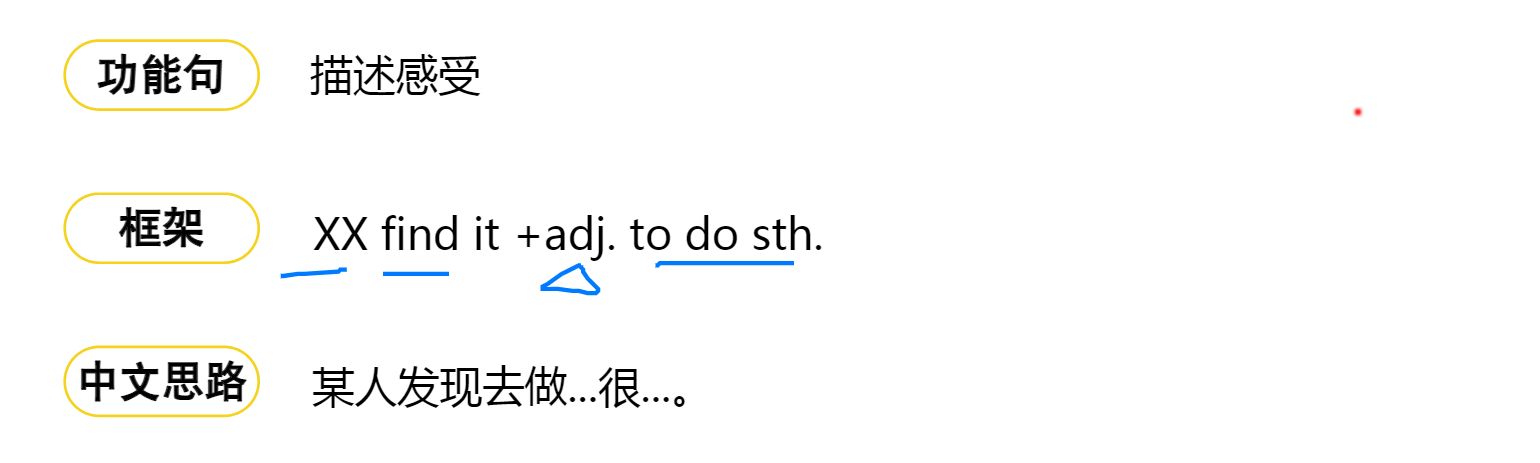 功能句 描述感受
框架 XX find it +adj. to do sth.
中文思路 某人发现去做...很...。